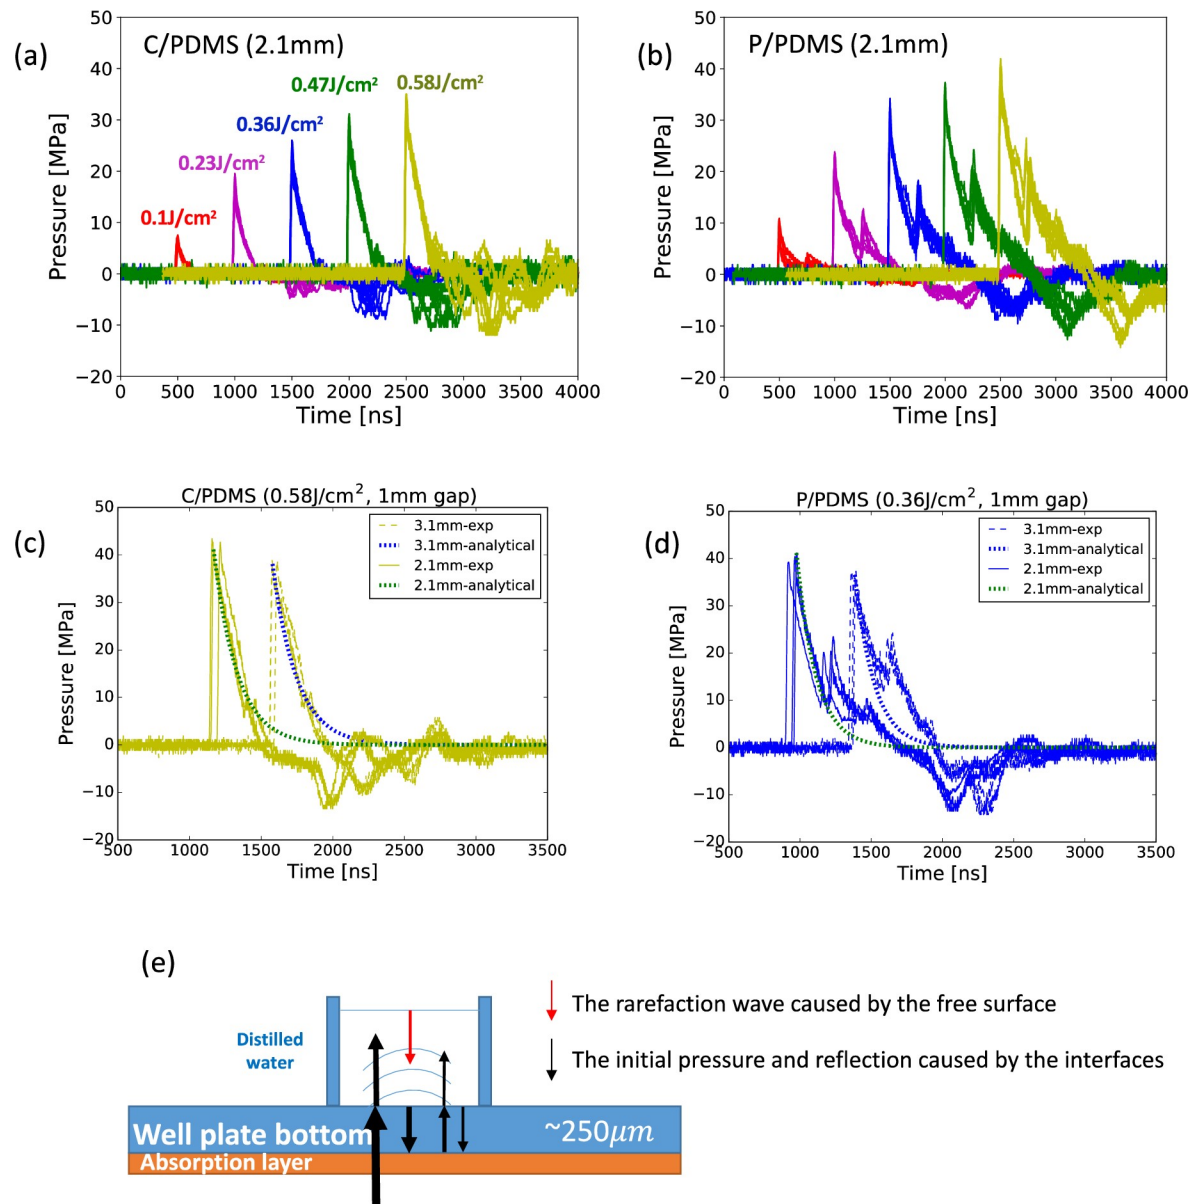 (a)
C/PDMS (2.1mm)
0.1J/cm²
0.23J/cm²
0.36J/cm²
0.47J/cm²
0.58J/cm²
Pressure [MPa]
50
40
30
20
10
0
−10
−20
0 500 1000 1500 2000 2500 3000 3500 4000
Time [ns]
(b)
P/PDMS (2.1mm)
Pressure [MPa]
50
40
30
20
10
0
−10
−20
0 500 1000 1500 2000 2500 3000 3500 4000
Time [ns]
(c)
C/PDMS (0.58J/cm², 1mm gap)
3.1mm-exp
3.1mm-analytical
2.1mm-exp
2.1mm-analytical
Pressure [MPa]
50
40
30
20
10
0
−10
−20
500 1000 1500 2000 2500 3000 3500
Time [ns]
(d)
P/PDMS (0.36J/cm², 1mm gap)
3.1mm-exp
3.1mm-analytical
2.1mm-exp
2.1mm-analytical
Pressure [MPa]
50
40
30
20
10
0
−10
−20
500 1000 1500 2000 2500 3000 3500
Time [ns]
(e)
Distilled
water
Well plate bottom
~250μm
Absorption layer
The rarefaction wave caused by the free surface
The initial pressure and reflection caused by the interfaces